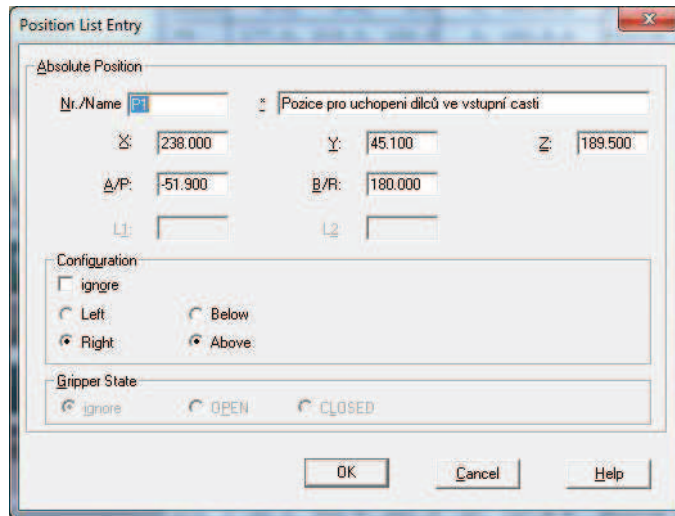 Position List Entry
Absolute Position
Nr./Name P1 * Pozice pro uchopeni dilců ve vstupní casti
X: 238.000 Y: 45.100 Z: 189.500
A/P: -51.900 B/R: 180.000
L1: L2
Configuration
ignore
Left Below
Right Above
Gripper State
ignore OPEN CLOSED
OK Cancel Help